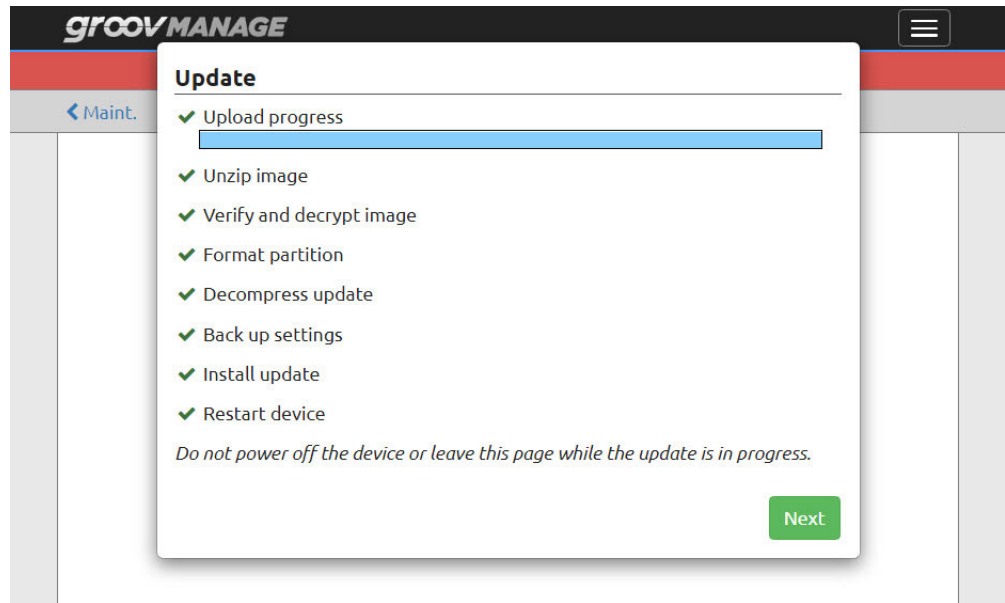 groov MANAGE
Update
Maint.
Upload progress
Unzip image
Verify and decrypt image
Format partition
Decompress update
Back up settings
Install update
Restart device
Do not power off the device or leave this page while the update is in progress.
Next